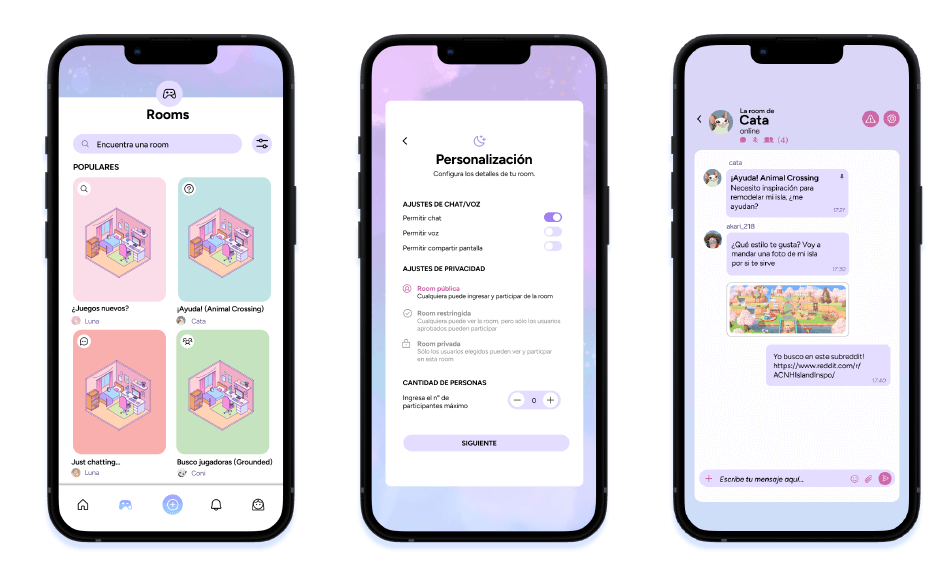 Rooms
Encuentra una room
POPULARES
¿Juegos nuevos?
Luna
¡Ayuda! (Animal Crossing)
Cata
Just chatting...
Luna
Busco jugadoras (Grounded)
Coni
Personalización
Configura los detalles de tu room.
AJUSTES DE CHAT/VOZ
Permitir chat
Permitir voz
Permitir compartir pantalla
AJUSTES DE PRIVACIDAD
Room pública
Cualquiera puede ingresar y participar de la room
Room restringida
Cualquiera puede ver la room, pero sólo los usuarios
aprobados pueden participar
Room privada
Sólo los usuarios elegidos pueden ver y participar
en esta room
CANTIDAD DE PERSONAS
Ingresa el n° de
participantes máximo
0
SIGUIENTE
La room de
Cata
online
(4)
cata
¡Ayuda! Animal Crossing
Necesito inspiración para
remodelar mi isla, ¿me
ayudan?
17:27
akari_218
¿Qué estilo te gusta? Voy a
mandar una foto de mi isla
por si te sirve
17:30
Yo busco en este subreddit!
https://www.reddit.com/r/
ACNHIslandInspo/
17:40
Escribe tu mensaje aquí...